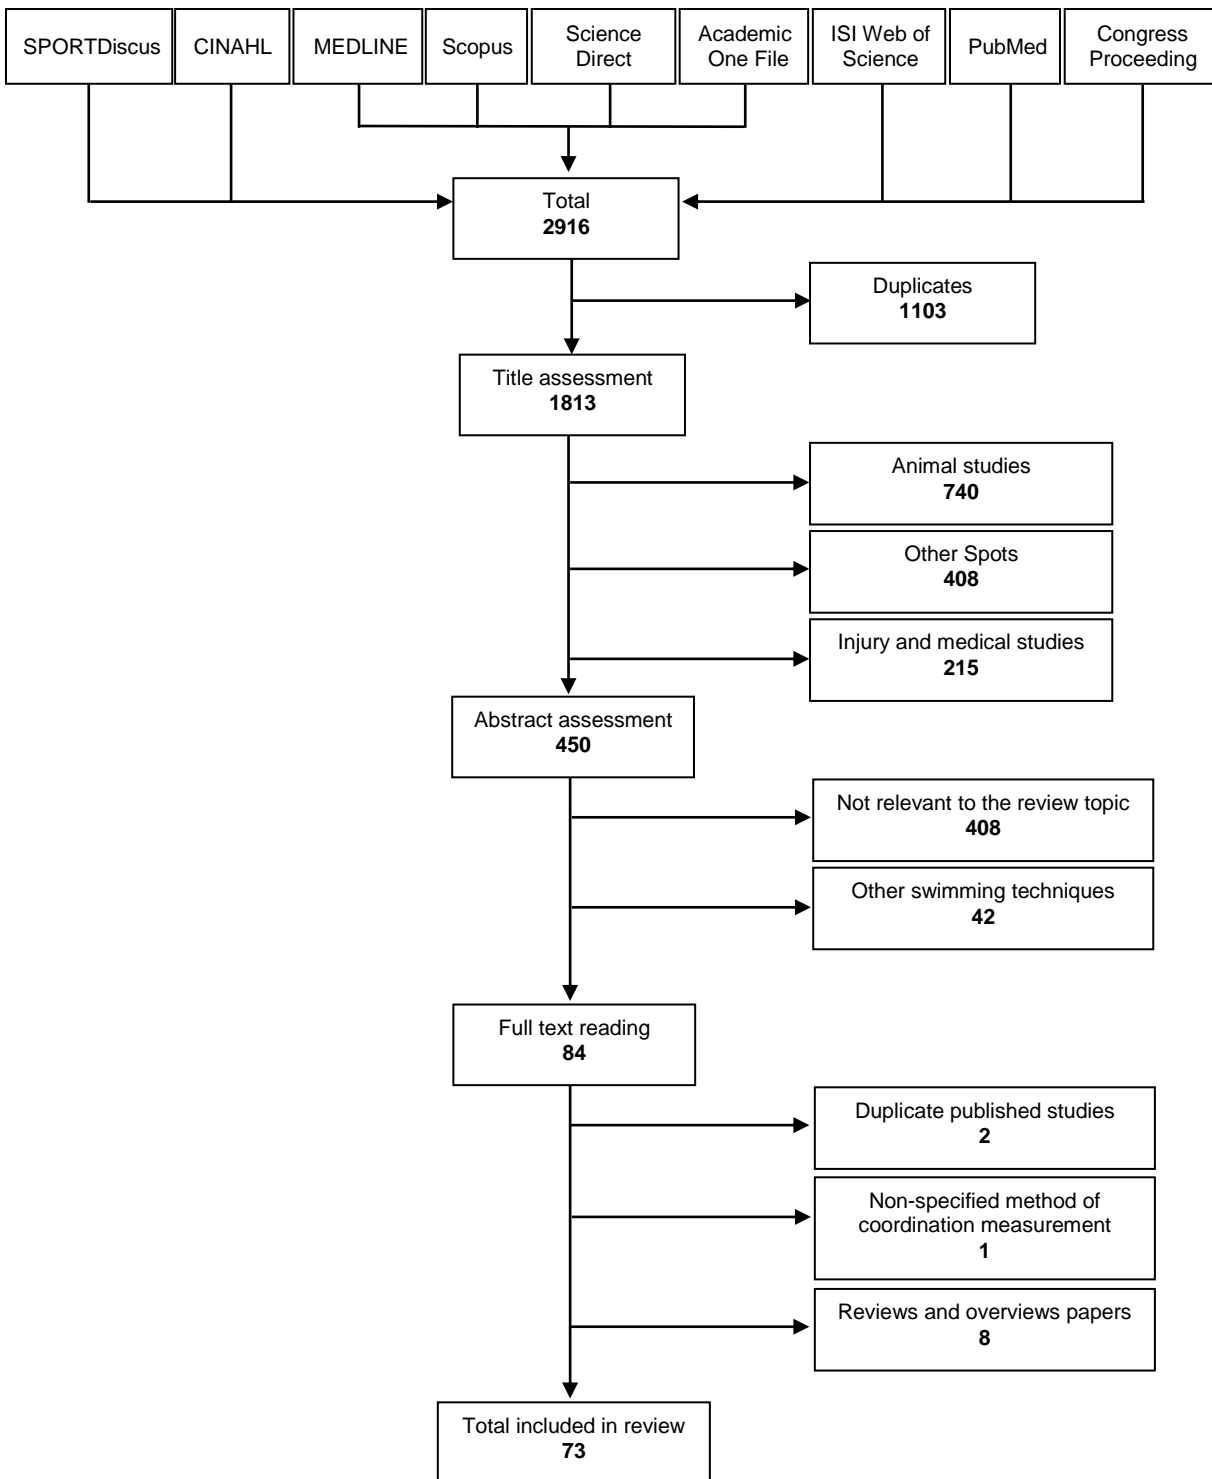 SPORTDiscus
CINAHL
MEDLINE
Scopus
Science
Direct
Academic
One File
ISI Web of
Science
PubMed
Congress
Proceeding
Total
2916
Duplicates
1103
Title assessment
1813
Animal studies
740
Other Spots
408
Injury and medical studies
215
Abstract assessment
450
Not relevant to the review topic
408
Other swimming techniques
42
Full text reading
84
Duplicate published studies
2
Non-specified method of
coordination measurement
1
Reviews and overviews papers
8
Total included in review
73